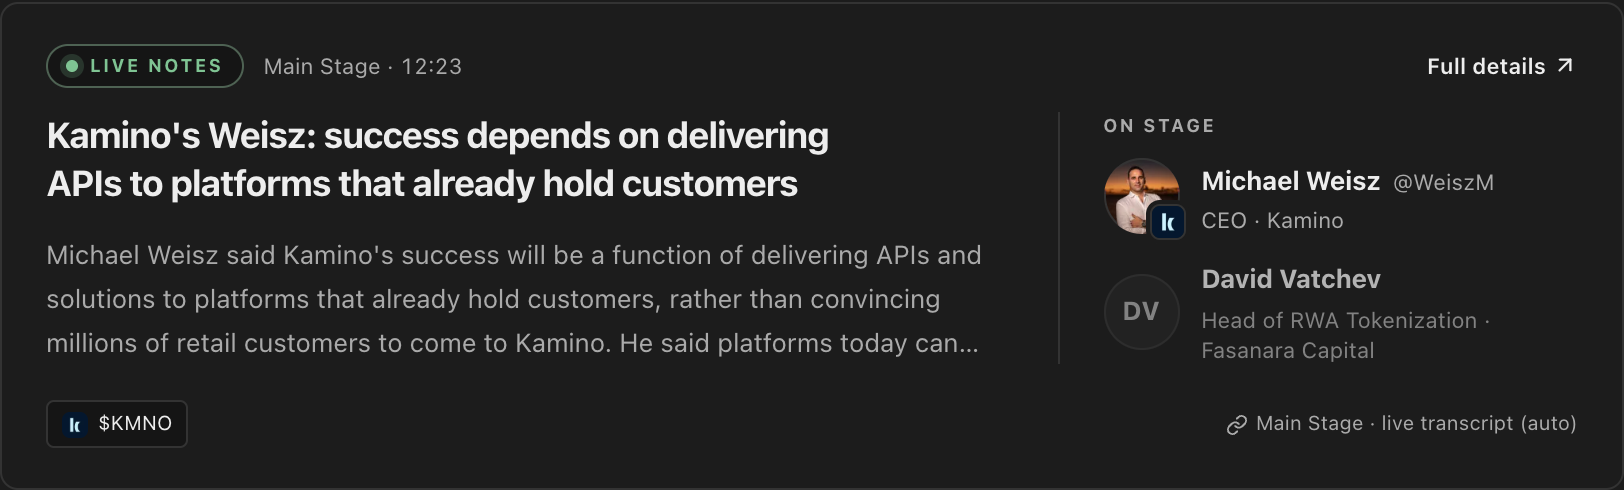 LIVE NOTES
Main Stage · 12:23
Full details
Kamino's Weisz: success depends on delivering
APIs to platforms that already hold customers
Michael Weisz said Kamino's success will be a function of delivering APIs and
solutions to platforms that already hold customers, rather than convincing
millions of retail customers to come to Kamino. He said platforms today can...
$KMNO
ON STAGE
Michael Weisz @WeiszM
CEO · Kamino
DV
David Vatchev
Head of RWA Tokenization ·
Fasanara Capital
Main Stage · live transcript (auto)